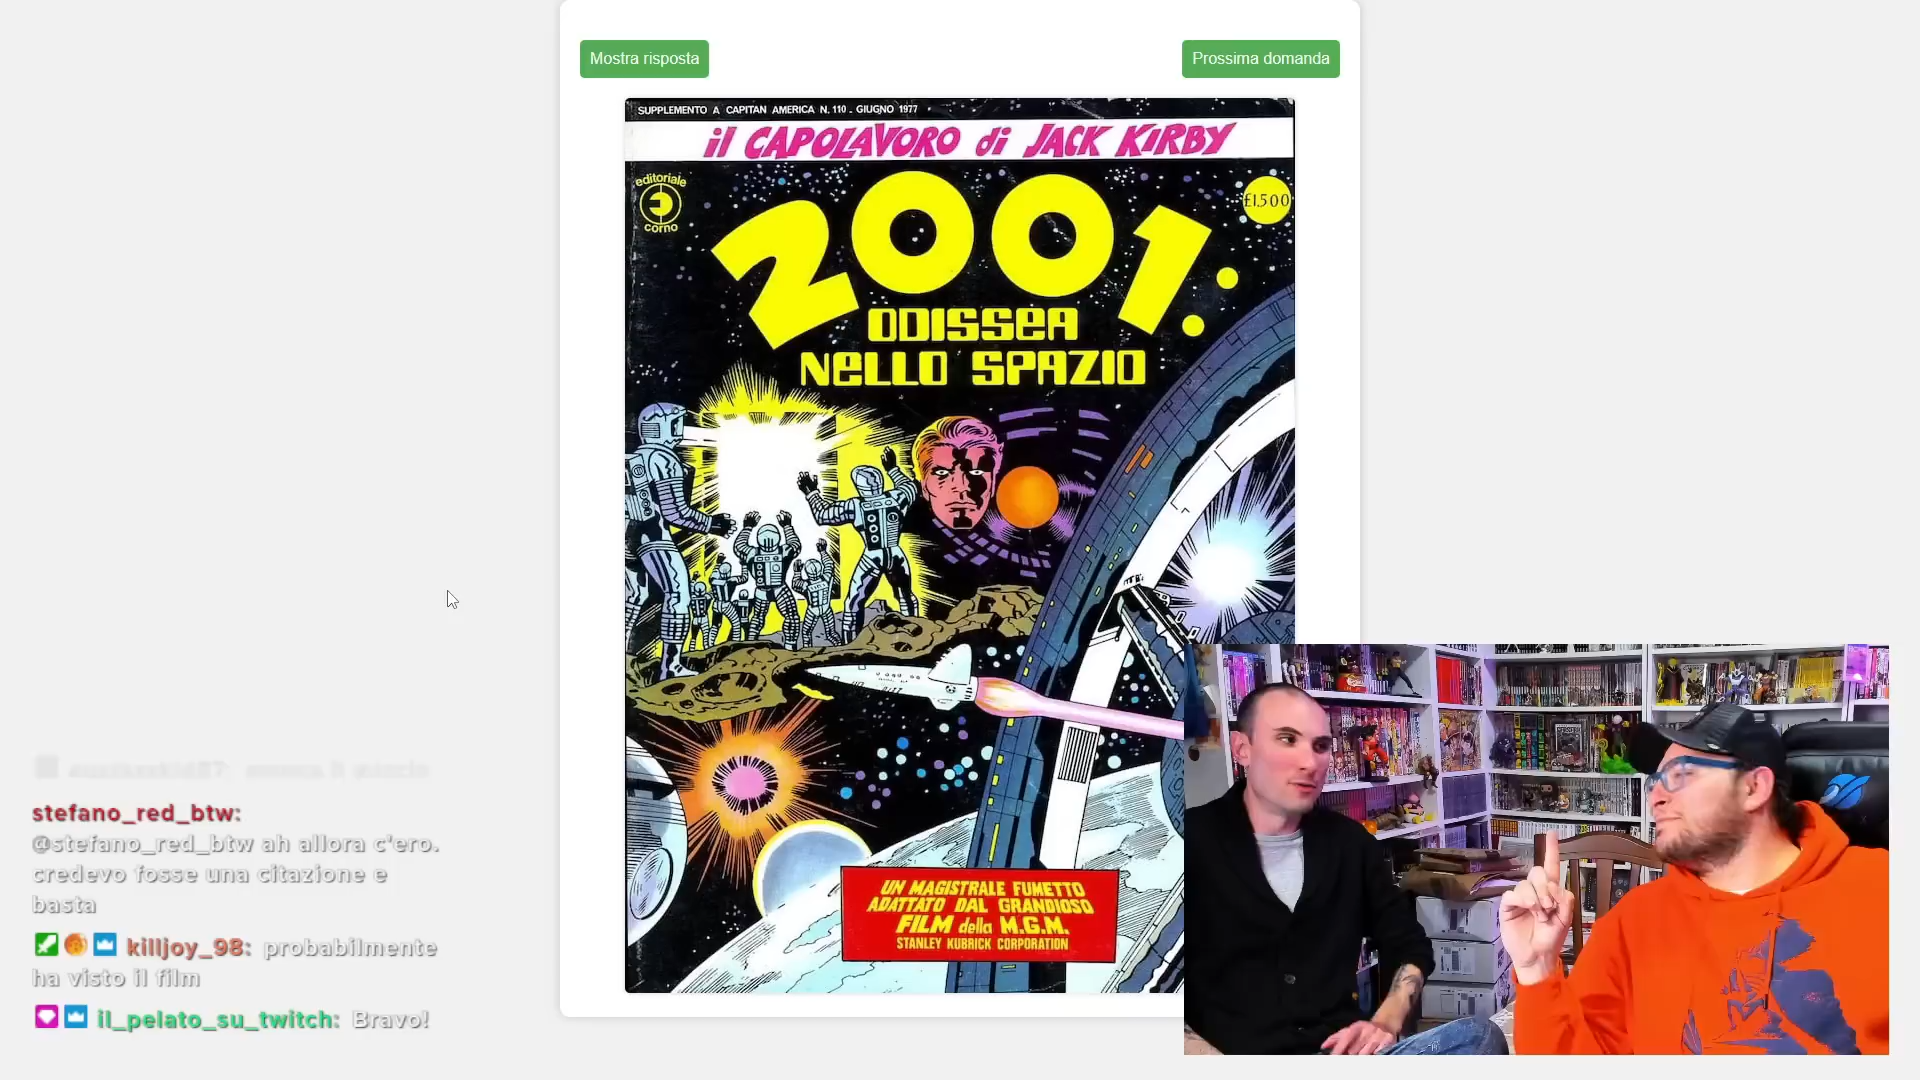 Mostra risposta
Prossima domanda
SUPPLEMENTO A CAPITAN AMERICA N. 110 - GIUGNO 1977
il CAPOLAVORO di JACK KIRBY
editoriale
corno
£1.500
2001:
ODISSEA
NELLO SPAZIO
UN MAGISTRALE FUMETTO
ADATTATO DAL GRANDIOSO
FILM della M.G.M.
STANLEY KUBRICK CORPORATION
stefano_red_btw:
@stefano_red_btw ah allora c'ero.
credevo fosse una citazione e
basta
killjoy_98: probabilmente
ha visto il film
il_pelato_su_twitch: Bravo!